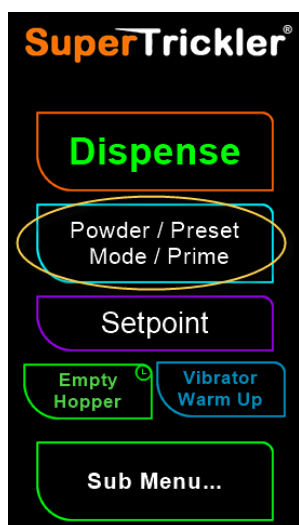 SuperTrickler®
Dispense
Powder / Preset
Mode / Prime
Setpoint
Empty
Hopper
Vibrator
Warm Up
Sub Menu...